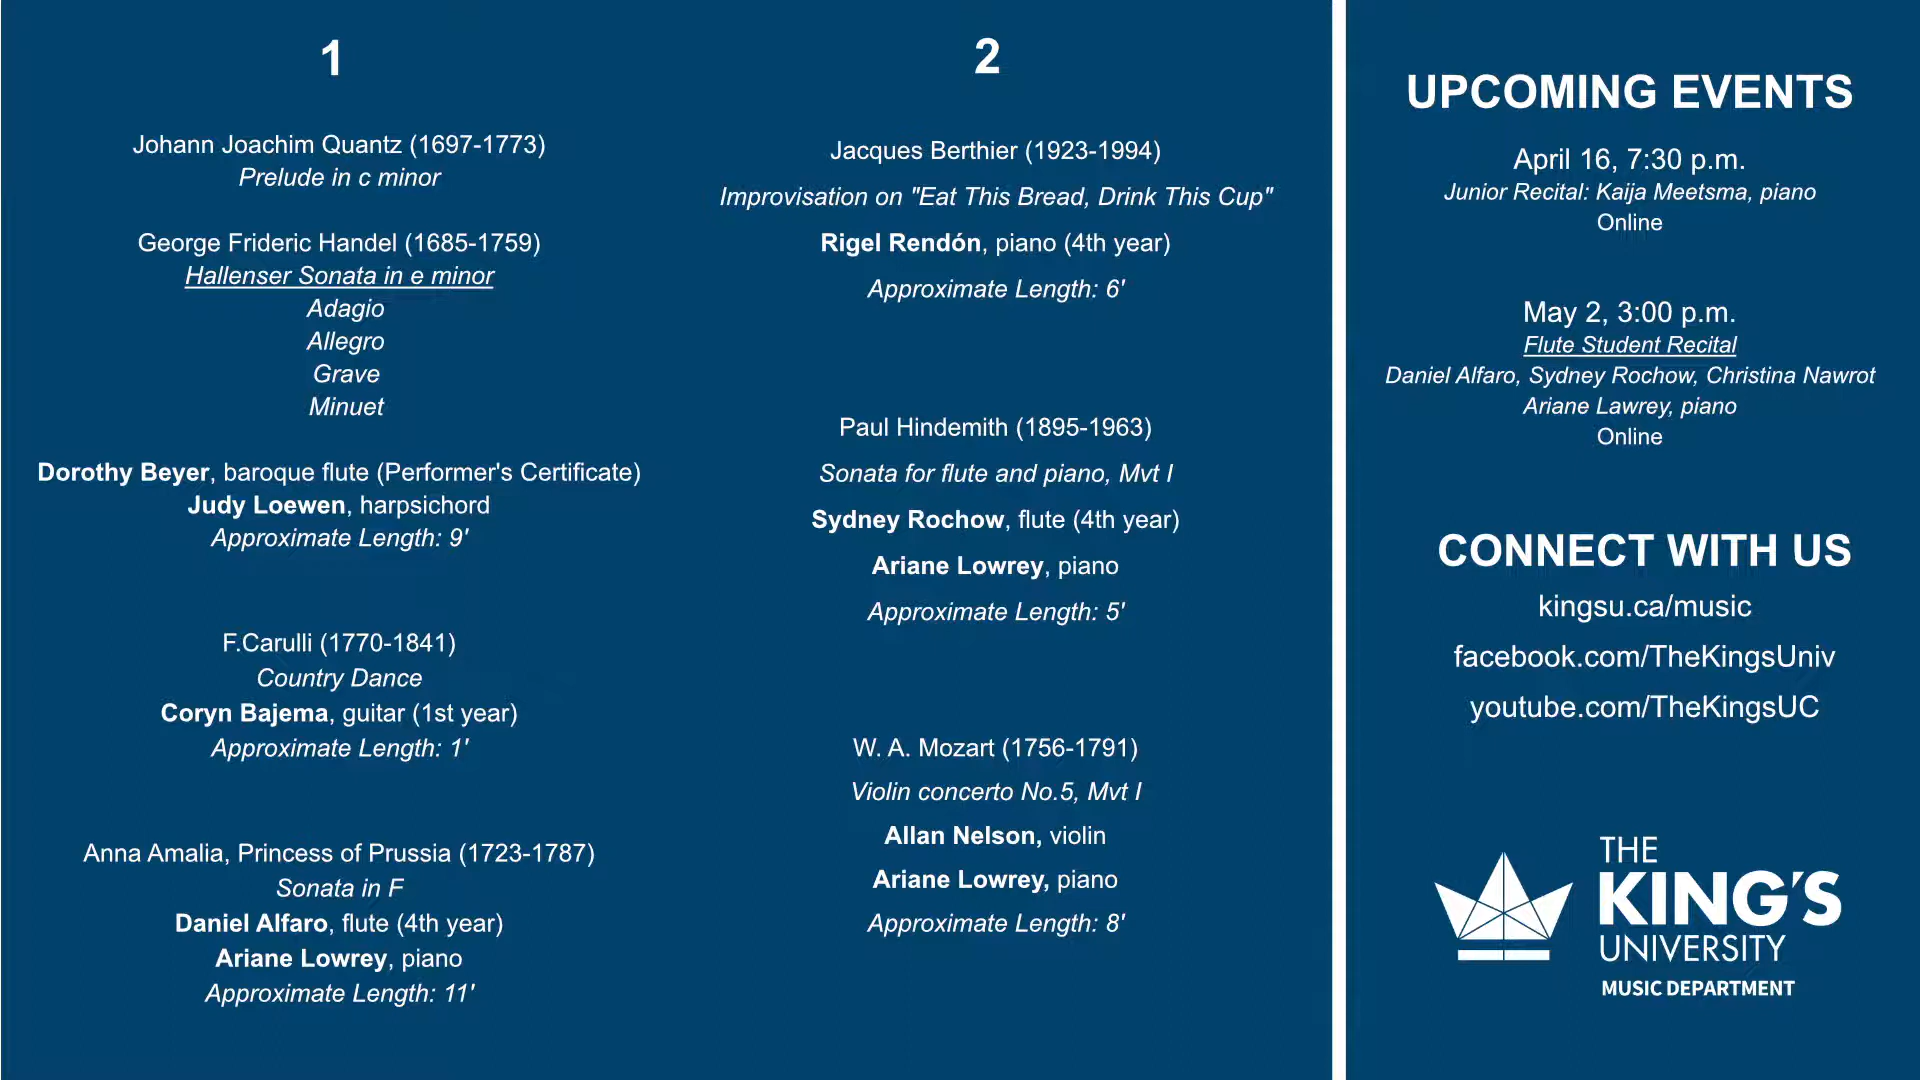 1
Johann Joachim Quantz (1697-1773)
Prelude in c minor
George Frideric Handel (1685-1759)
Hallenser Sonata in e minor
Adagio
Allegro
Grave
Minuet
Dorothy Beyer, baroque flute (Performer's Certificate)
Judy Loewen, harpsichord
Approximate Length: 9'
F.Carulli (1770-1841)
Country Dance
Coryn Bajema, guitar (1st year)
Approximate Length: 1'
Anna Amalia, Princess of Prussia (1723-1787)
Sonata in F
Daniel Alfaro, flute (4th year)
Ariane Lowrey, piano
Approximate Length: 11'
2
Jacques Berthier (1923-1994)
Improvisation on "Eat This Bread, Drink This Cup"
Rigel Rendón, piano (4th year)
Approximate Length: 6'
Paul Hindemith (1895-1963)
Sonata for flute and piano, Mvt I
Sydney Rochow, flute (4th year)
Ariane Lowrey, piano
Approximate Length: 5'
W. A. Mozart (1756-1791)
Violin concerto No.5, Mvt I
Allan Nelson, violin
Ariane Lowrey, piano
Approximate Length: 8'
UPCOMING EVENTS
April 16, 7:30 p.m.
Junior Recital: Kaija Meetsma, piano
Online
May 2, 3:00 p.m.
Flute Student Recital
Daniel Alfaro, Sydney Rochow, Christina Nawrot
Ariane Lawrey, piano
Online
CONNECT WITH US
kingsu.ca/music
facebook.com/TheKingsUniv
youtube.com/TheKingsUC
THE
KING'S
UNIVERSITY
MUSIC DEPARTMENT